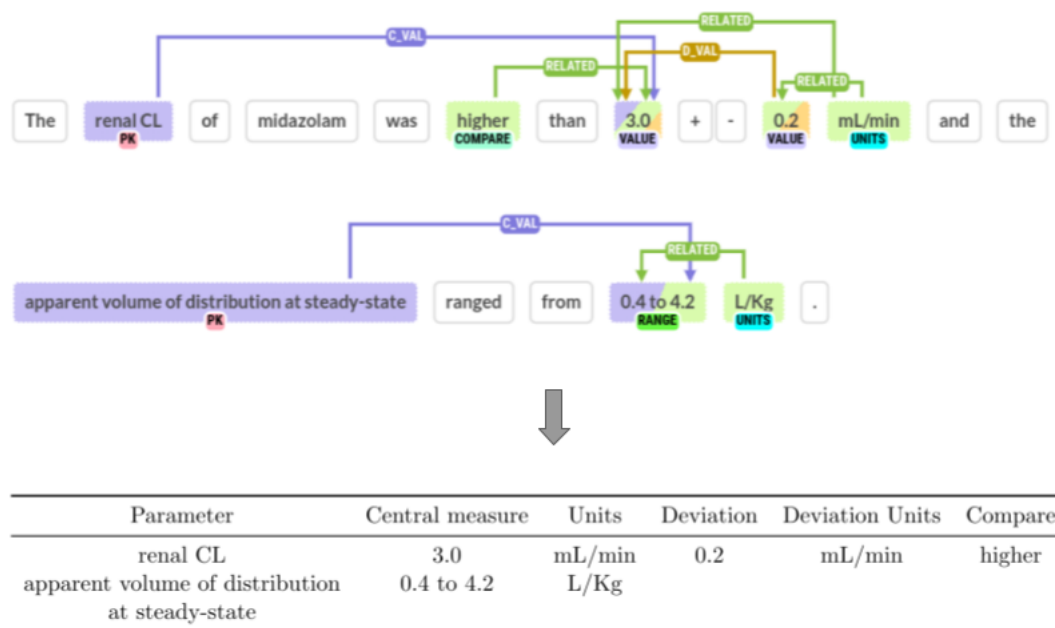 RELATED
C_VAL
D_VAL
RELATED
RELATED
The renal CL of midazolam was higher than 3.0 + - 0.2 mL/min and the
PK COMPARE VALUE VALUE UNITS
C_VAL
RELATED
apparent volume of distribution at steady-state ranged from 0.4 to 4.2 L/Kg .
PK RANGE UNITS
Parameter Central measure Units Deviation Deviation Units Compare
renal CL 3.0 mL/min 0.2 mL/min higher
apparent volume of distribution 0.4 to 4.2 L/Kg
at steady-state